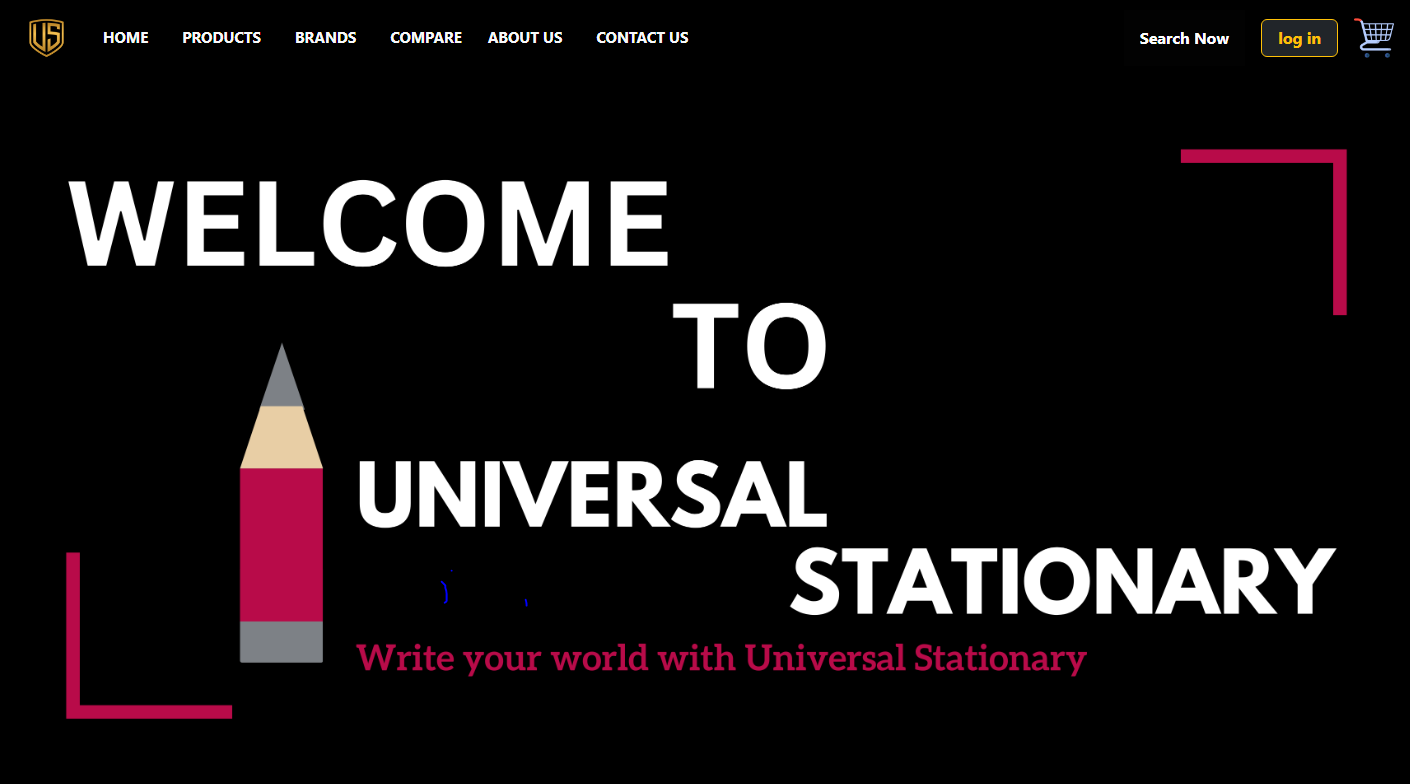 US HOME PRODUCTS BRANDS COMPARE ABOUT US CONTACT US Search Now log in
WELCOME
TO
UNIVERSAL
STATIONARY
Write your world with Universal Stationary